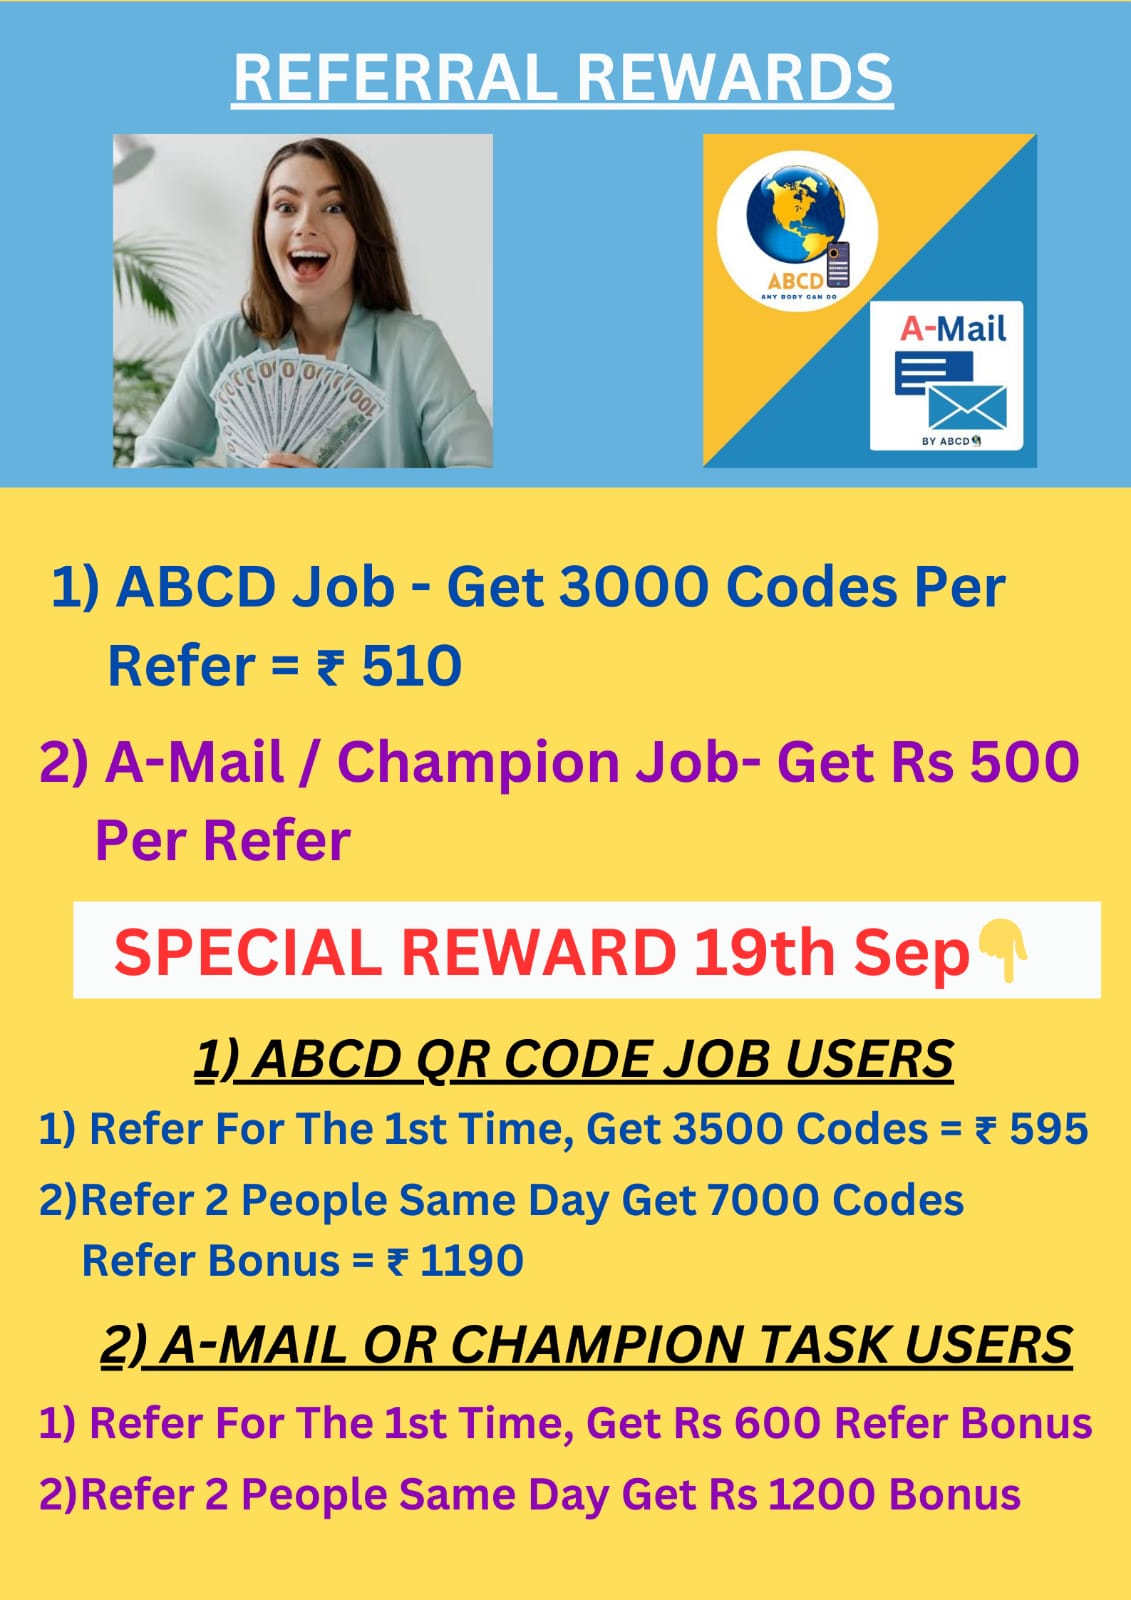 REFERRAL REWARDS
ABCD
ANY BODY CAN DO
A-Mail
BY ABCD
1) ABCD Job - Get 3000 Codes Per
Refer = ₹ 510
2) A-Mail / Champion Job- Get Rs 500
Per Refer
SPECIAL REWARD 19th Sep👇
1) ABCD QR CODE JOB USERS
1) Refer For The 1st Time, Get 3500 Codes = ₹ 595
2)Refer 2 People Same Day Get 7000 Codes
Refer Bonus = ₹ 1190
2) A-MAIL OR CHAMPION TASK USERS
1) Refer For The 1st Time, Get Rs 600 Refer Bonus
2)Refer 2 People Same Day Get Rs 1200 Bonus